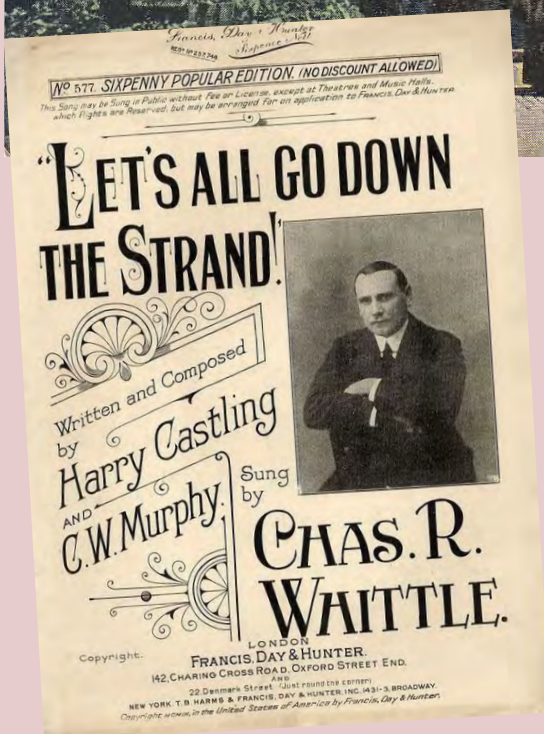 Francis, Day & Hunter
Sixpence Nett
No 577. SIXPENNY POPULAR EDITION. (NO DISCOUNT ALLOWED)
This Song may be Sung in Public without Fee or License, except at Theatres and Music Halls,
which Rights are Reserved, but may be arranged for on application to FRANCIS, DAY & HUNTER.
"LET'S ALL GO DOWN
THE STRAND!"
Written and Composed
by
Harry Castling
AND
C.W. Murphy.
Sung
by
CHAS. R.
WHITTLE.
Copyright.
LONDON
FRANCIS, DAY & HUNTER.
142, CHARING CROSS ROAD, OXFORD STREET END.
AND
22 Denmark Street (Just round the corner)
NEW YORK. T. B. HARMS & FRANCIS, DAY & HUNTER, INC. 1431-3, BROADWAY.
Copyright in the United States of America by Francis, Day & Hunter.